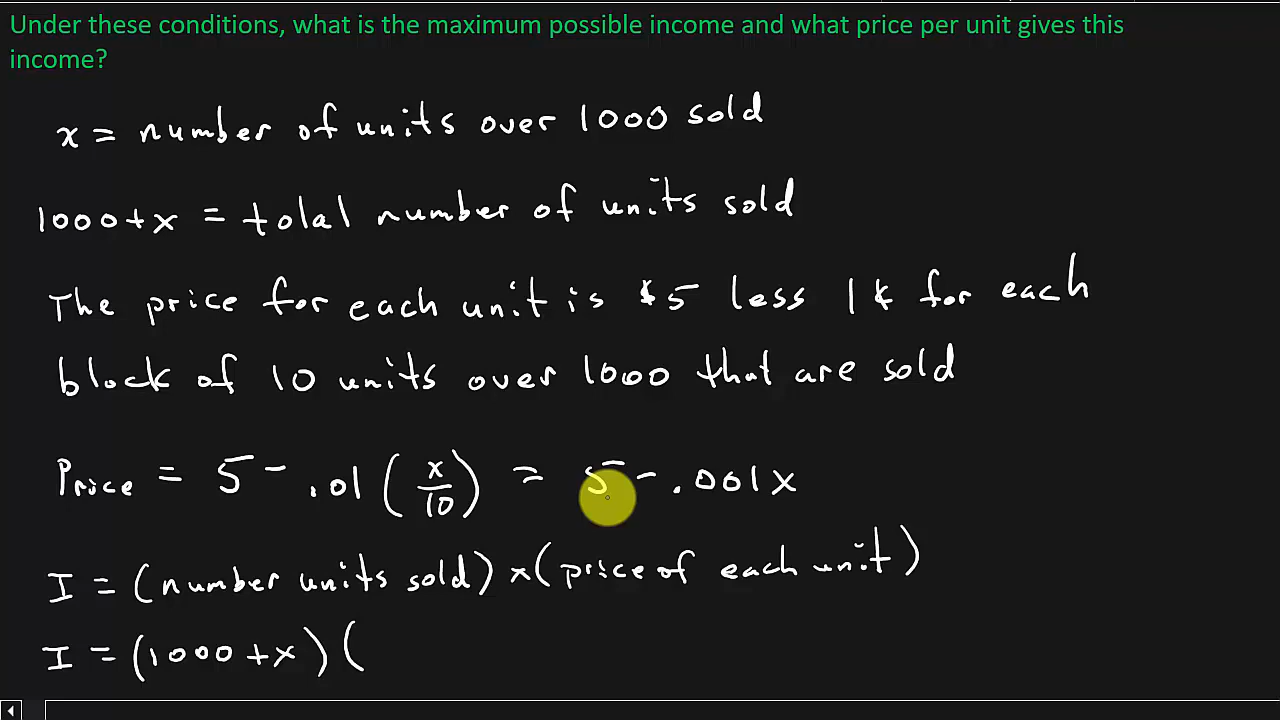 Under these conditions, what is the maximum possible income and what price per unit gives this
income?
x = number of units over 1000 sold
1000+x = total number of units sold
The price for each unit is $5 less 1¢ for each
block of 10 units over 1000 that are sold
Price = 5 - .01 (x/10) = 5 - .001x
I = (number units sold) x (price of each unit)
I = (1000+x)(